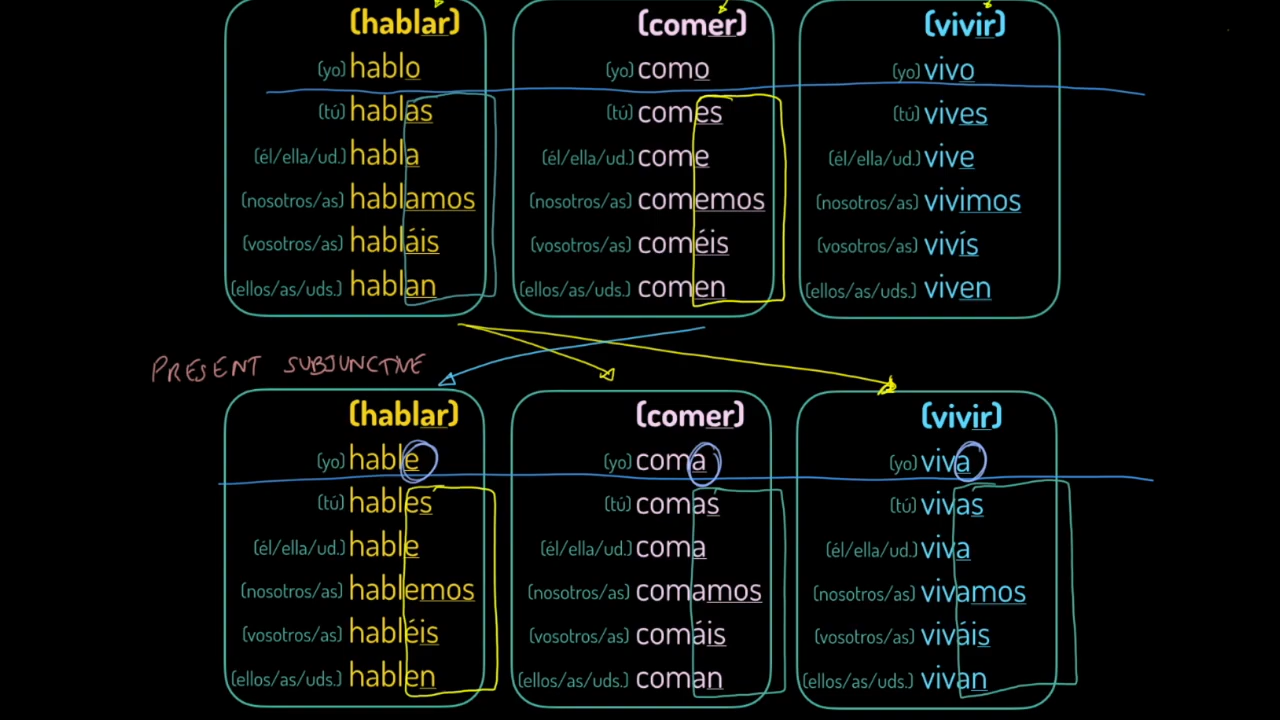 (hablar)
(yo) hablo
(tú) hablas
(él/ella/ud.) habla
(nosotros/as) hablamos
(vosotros/as) habláis
(ellos/as/uds.) hablan
(comer)
(yo) como
(tú) comes
(él/ella/ud.) come
(nosotros/as) comemos
(vosotros/as) coméis
(ellos/as/uds.) comen
(vivir)
(yo) vivo
(tú) vives
(él/ella/ud.) vive
(nosotros/as) vivimos
(vosotros/as) vivís
(ellos/as/uds.) viven
PRESENT SUBJUNCTIVE
(hablar)
(yo) hable
(tú) hables
(él/ella/ud.) hable
(nosotros/as) hablemos
(vosotros/as) habléis
(ellos/as/uds.) hablen
(comer)
(yo) coma
(tú) comas
(él/ella/ud.) coma
(nosotros/as) comamos
(vosotros/as) comáis
(ellos/as/uds.) coman
(vivir)
(yo) viva
(tú) vivas
(él/ella/ud.) viva
(nosotros/as) vivamos
(vosotros/as) viváis
(ellos/as/uds.) vivan